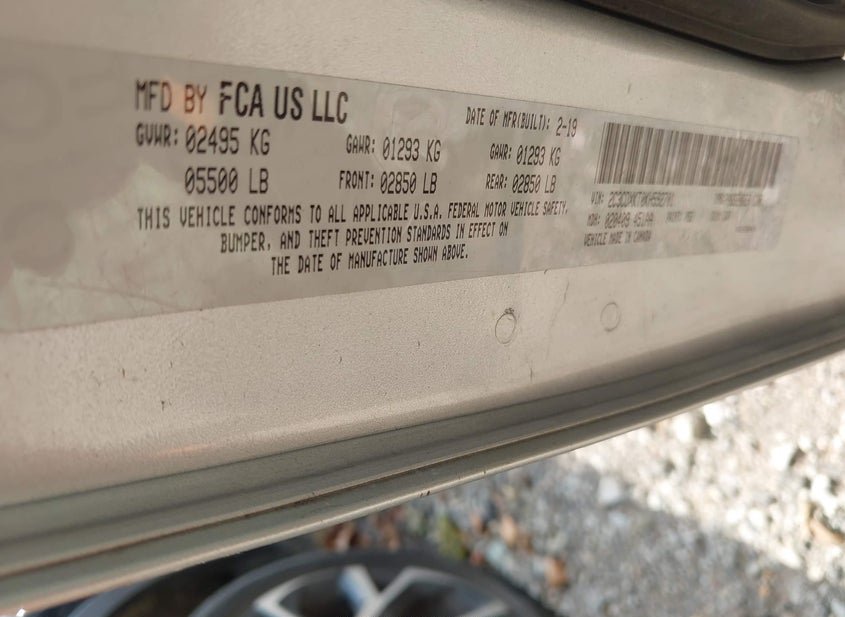 MFD BY FCA US LLC
DATE OF MFR(BUILT): 2-19
GVWR: 02495 KG
GAWR: 01293 KG
GAWR: 01293 KG
05500 LB
FRONT: 02850 LB
REAR: 02850 LB
THIS VEHICLE CONFORMS TO ALL APPLICABLE U.S.A. FEDERAL MOTOR VEHICLE SAFETY,
BUMPER, AND THEFT PREVENTION STANDARDS IN EFFECT ON
THE DATE OF MANUFACTURE SHOWN ABOVE.
VIN:
MDH:
VEHICLE MADE IN CANADA